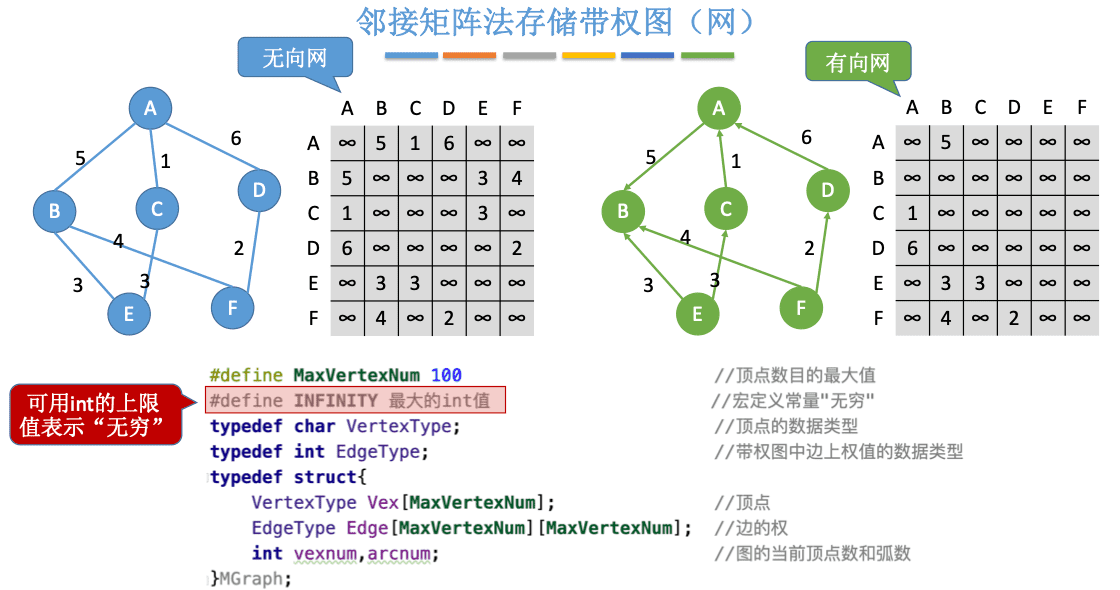 邻接矩阵法存储带权图（网）
无向网
有向网
A
5
1
6
B
C
D
4
2
3
3
E
F
A B C D E F
A ∞ 5 1 6 ∞ ∞
B 5 ∞ ∞ ∞ 3 4
C 1 ∞ ∞ ∞ 3 ∞
D 6 ∞ ∞ ∞ ∞ 2
E ∞ 3 3 ∞ ∞ ∞
F ∞ 4 ∞ 2 ∞ ∞
A
5
1
6
B
C
D
4
2
3
3
E
F
A B C D E F
A ∞ 5 ∞ ∞ ∞ ∞
B ∞ ∞ ∞ ∞ ∞ ∞
C 1 ∞ ∞ ∞ ∞ ∞
D 6 ∞ ∞ ∞ ∞ ∞
E ∞ 3 3 ∞ ∞ ∞
F ∞ 4 ∞ 2 ∞ ∞
可用int的上限
值表示“无穷”
#define MaxVertexNum 100 //顶点数目的最大值
#define INFINITY 最大的int值 //宏定义常量"无穷"
typedef char VertexType; //顶点的数据类型
typedef int EdgeType; //带权图中边上权值的数据类型
typedef struct{
VertexType Vex[MaxVertexNum]; //顶点
EdgeType Edge[MaxVertexNum][MaxVertexNum]; //边的权
int vexnum,arcnum; //图的当前顶点数和弧数
}MGraph;